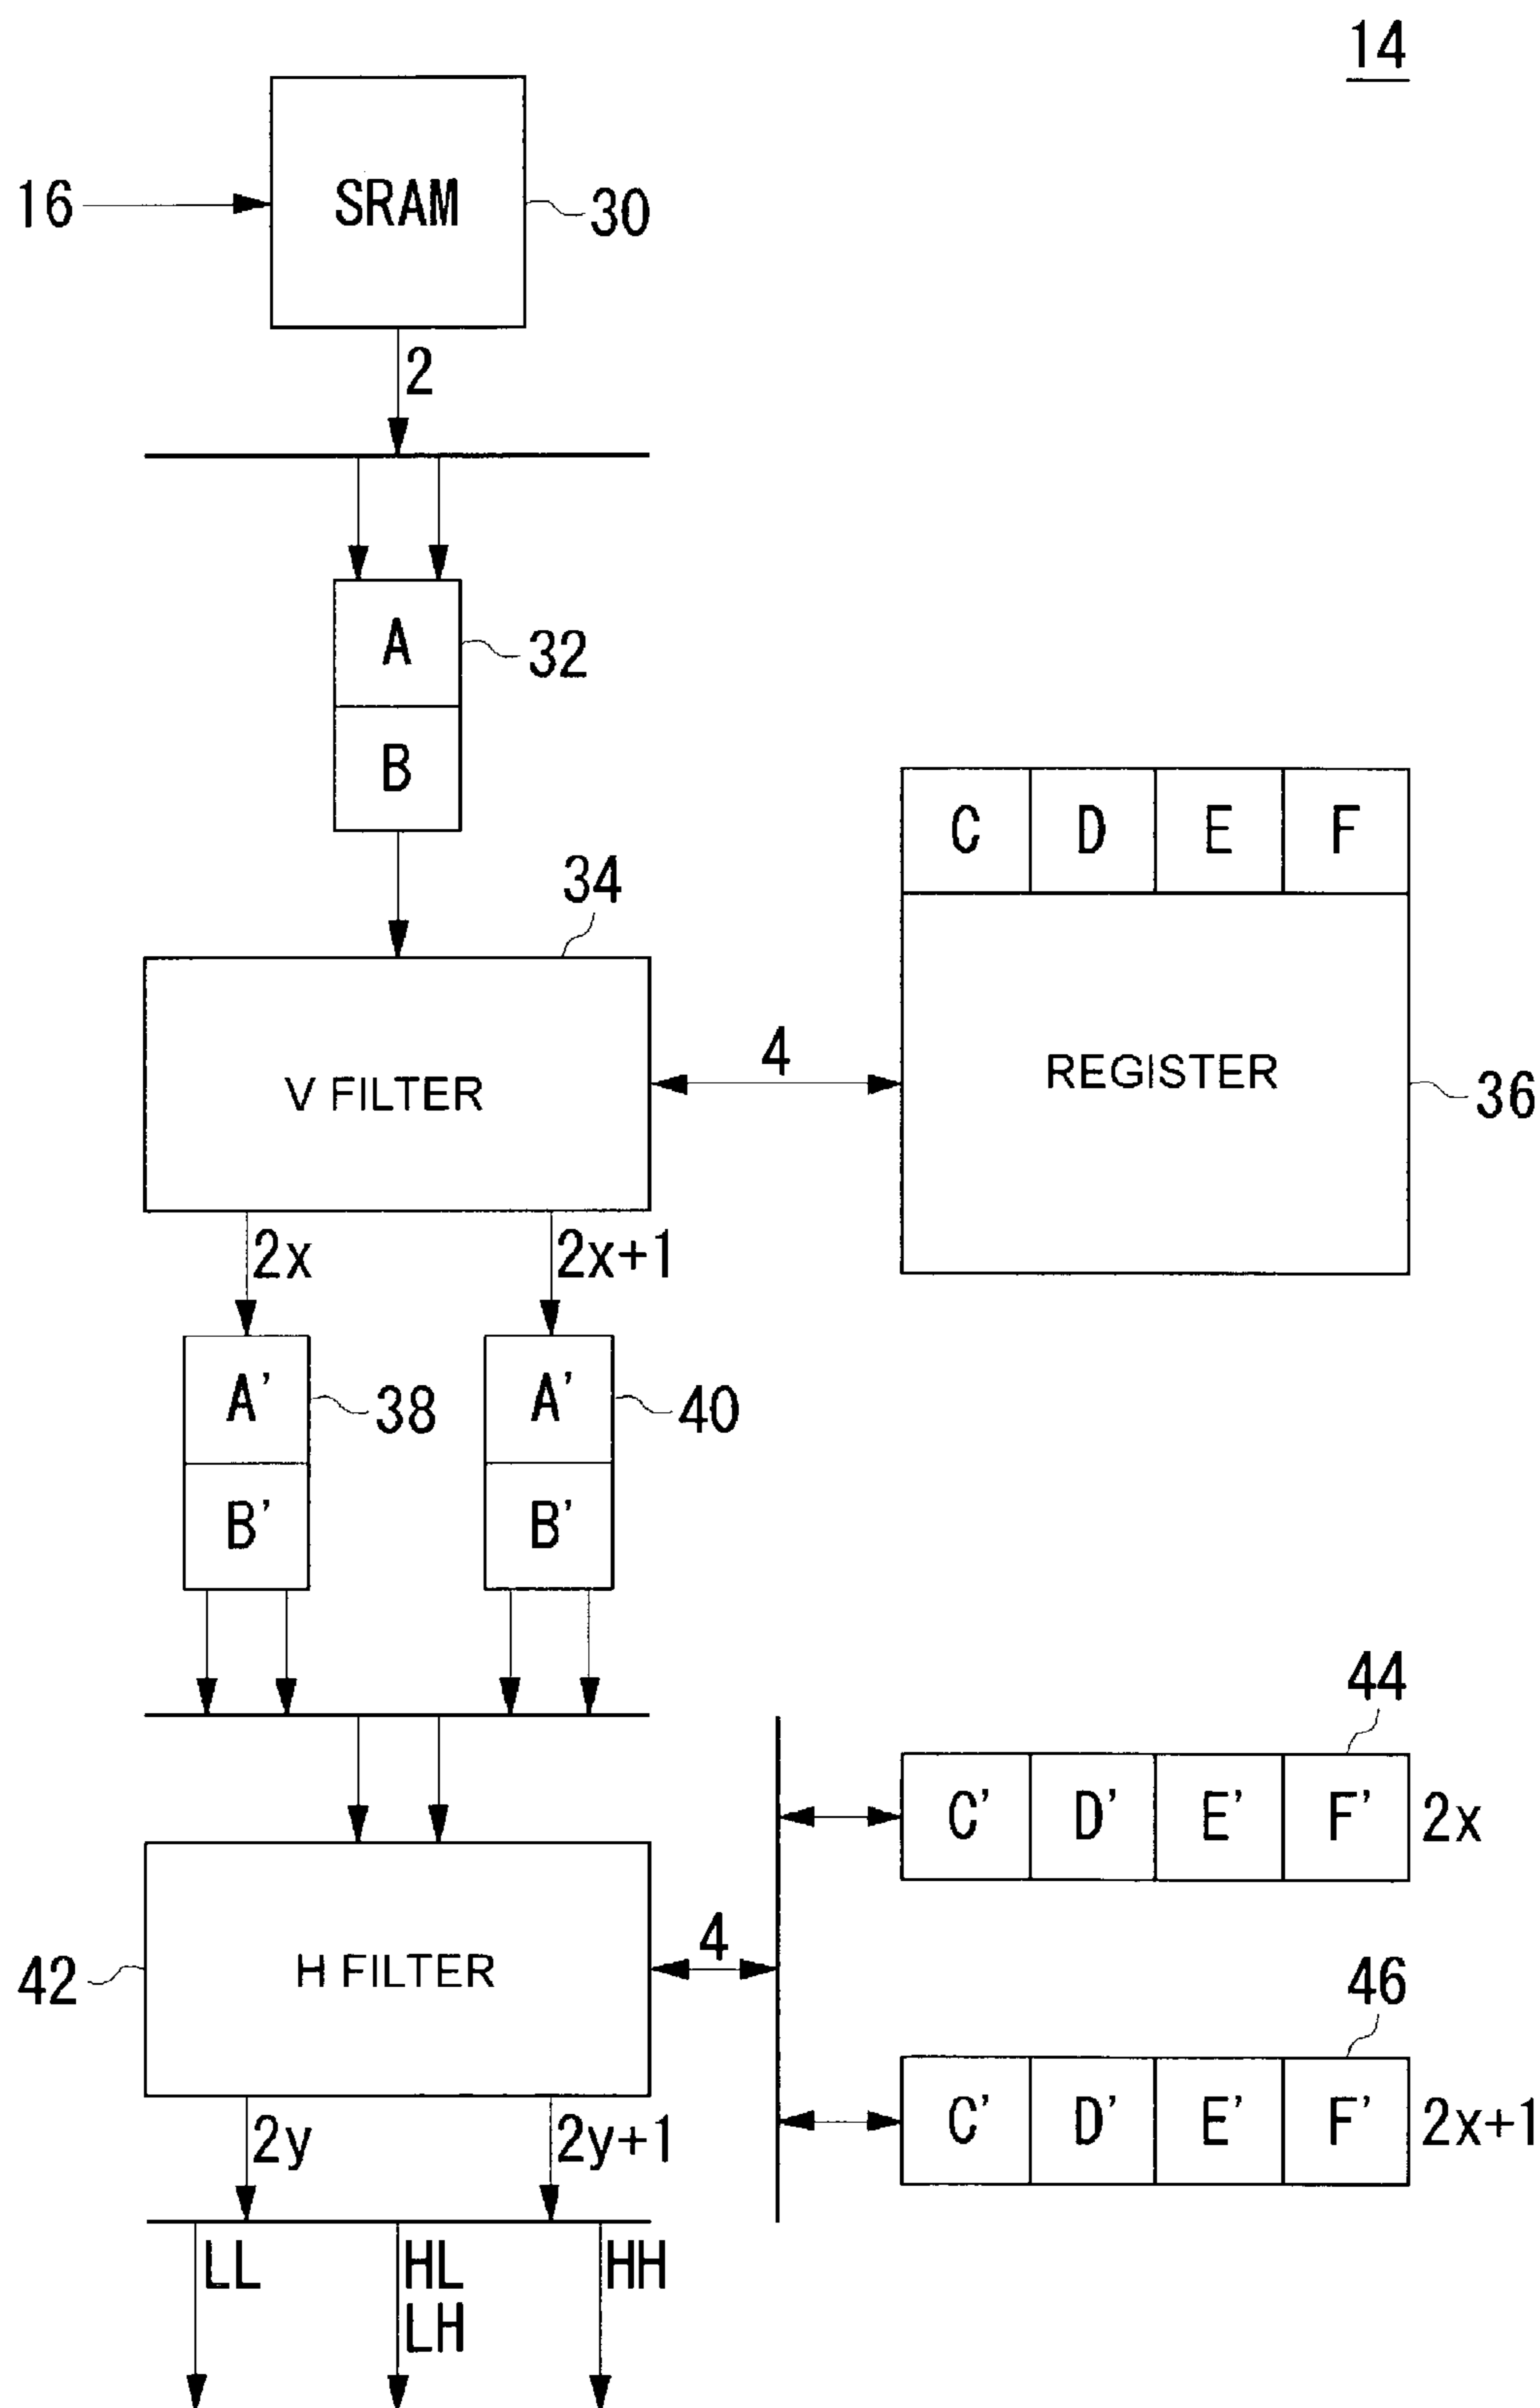 14
16
SRAM
30
2
A
32
B
C D E F
34
V FILTER
4
REGISTER
36
2x
2x+1
A'
38
A'
40
B'
B'
44
C' D' E' F'
2x
42
H FILTER
4
46
C' D' E' F'
2x+1
2y
2y+1
LL
HL
LH
HH